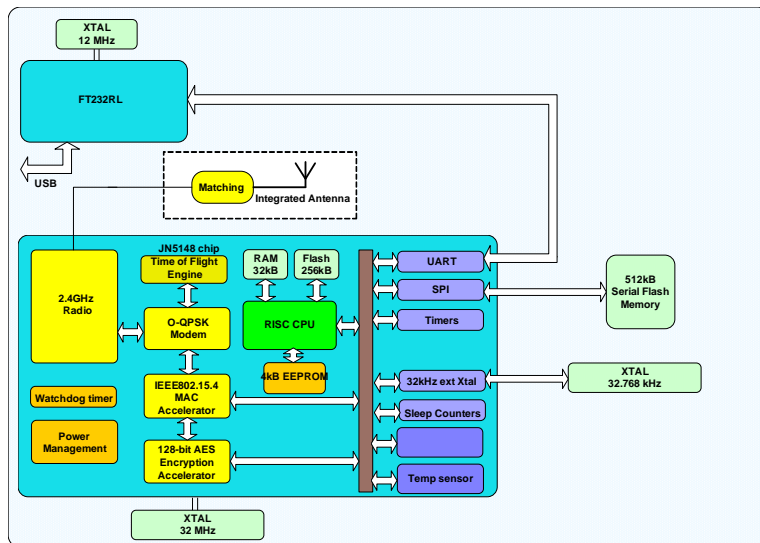 XTAL
12 MHz
FT232RL
USB
Matching
Integrated Antenna
JN5148 chip
2.4GHz
Radio
Time of Flight
Engine
RAM
32kB
Flash
256kB
O-QPSK
Modem
RISC CPU
4kB EEPROM
IEEE802.15.4
MAC
Accelerator
128-bit AES
Encryption
Accelerator
Watchdog timer
Power
Management
UART
SPI
Timers
32kHz ext Xtal
Sleep Counters
Temp sensor
512kB
Serial Flash
Memory
XTAL
32.768 kHz
XTAL
32 MHz